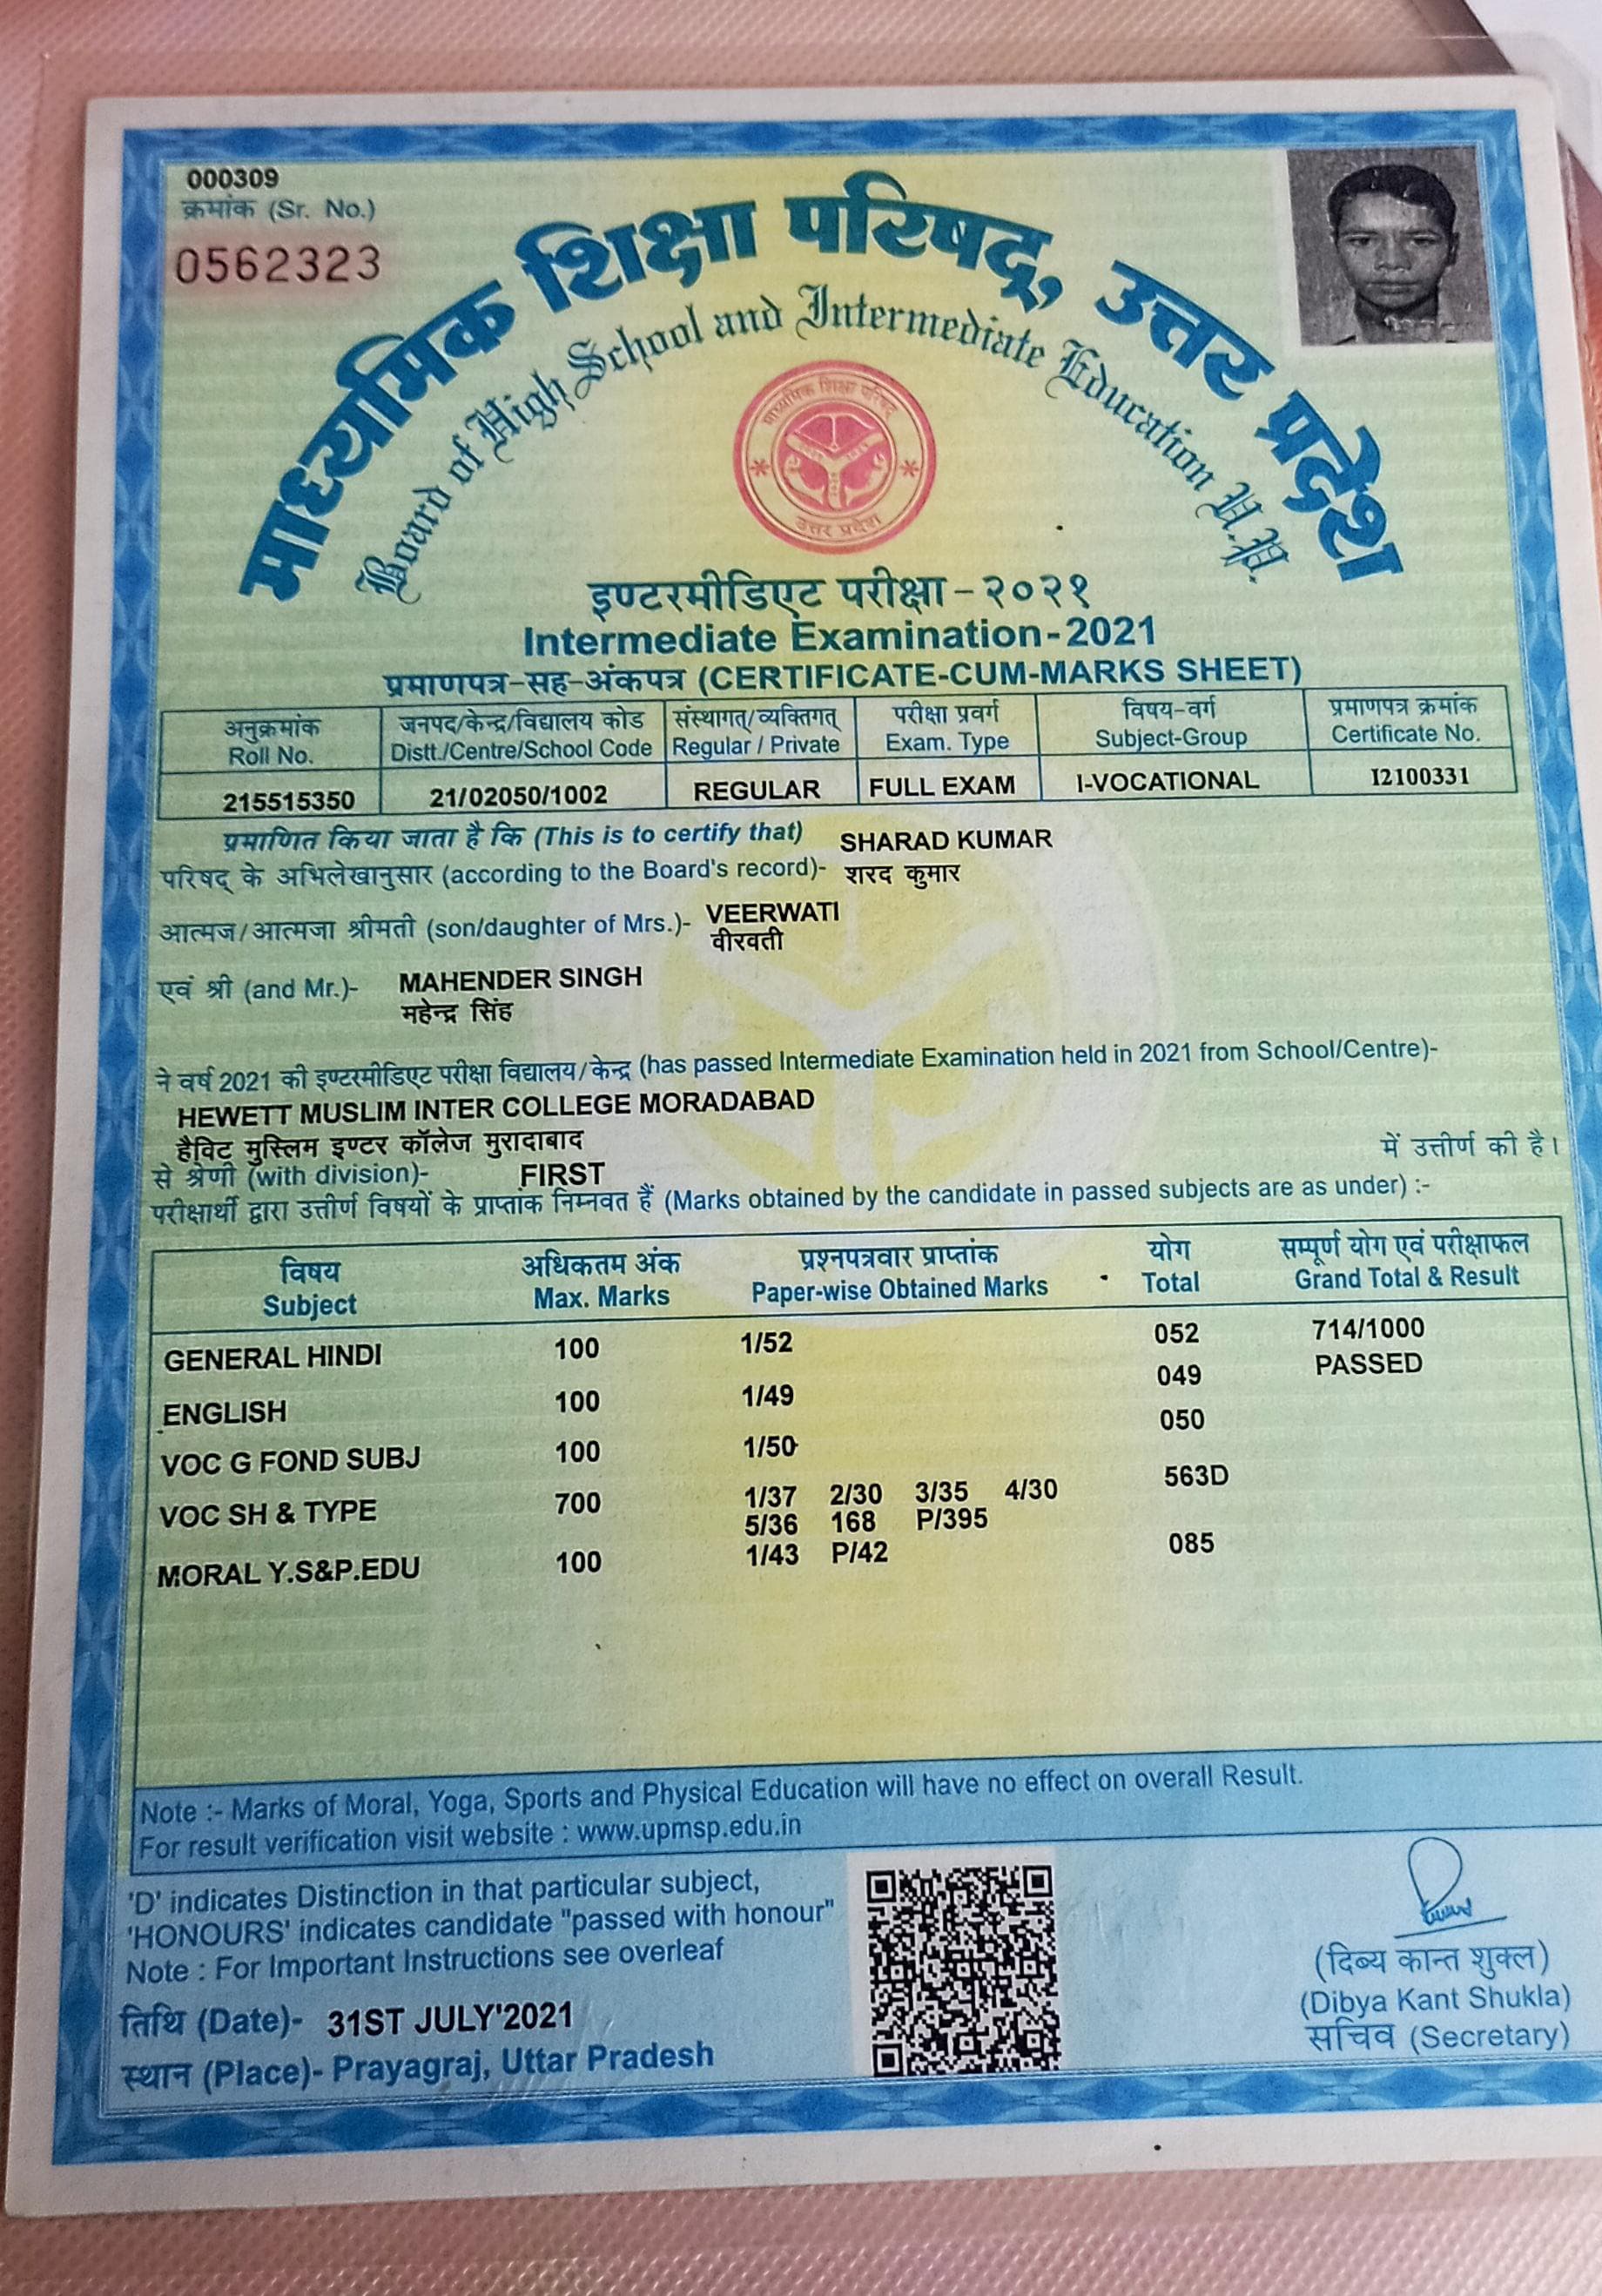 000309
क्रमांक (Sr. No.)
0562323
माध्यमिक शिक्षा परिषद्, उत्तर प्रदेश
Board of High School and Intermediate Education U.P.
माध्यमिक शिक्षा परिषद
उत्तर प्रदेश
इण्टरमीडिएट परीक्षा - २०२१
Intermediate Examination-2021
प्रमाणपत्र-सह-अंकपत्र (CERTIFICATE-CUM-MARKS SHEET)
अनुक्रमांक जनपद/केन्द्र/विद्यालय कोड संस्थागत्/व्यक्तिगत् परीक्षा प्रवर्ग विषय-वर्ग प्रमाणपत्र क्रमांक
Roll No. Distt./Centre/School Code Regular / Private Exam. Type Subject-Group Certificate No.
215515350 21/02050/1002 REGULAR FULL EXAM I-VOCATIONAL I2100331
प्रमाणित किया जाता है कि (This is to certify that) SHARAD KUMAR
परिषद् के अभिलेखानुसार (according to the Board's record)- शरद कुमार
आत्मज/आत्मजा श्रीमती (son/daughter of Mrs.)- VEERWATI
वीरवती
एवं श्री (and Mr.)- MAHENDER SINGH
महेन्द्र सिंह
ने वर्ष 2021 की इण्टरमीडिएट परीक्षा विद्यालय/केन्द्र (has passed Intermediate Examination held in 2021 from School/Centre)-
HEWETT MUSLIM INTER COLLEGE MORADABAD
हैविट मुस्लिम इण्टर कॉलेज मुरादाबाद
से श्रेणी (with division)- FIRST में उत्तीर्ण की है।
परीक्षार्थी द्वारा उत्तीर्ण विषयों के प्राप्तांक निम्नवत हैं (Marks obtained by the candidate in passed subjects are as under) :-
विषय अधिकतम अंक प्रश्नपत्रवार प्राप्तांक योग सम्पूर्ण योग एवं परीक्षाफल
Subject Max. Marks Paper-wise Obtained Marks Total Grand Total & Result
GENERAL HINDI 100 1/52 052 714/1000
PASSED
ENGLISH 100 1/49 049
VOC G FOND SUBJ 100 1/50 050
VOC SH & TYPE 700 1/37 2/30 3/35 4/30 563D
5/36 168 P/395
MORAL Y.S&P.EDU 100 1/43 P/42 085
Note :- Marks of Moral, Yoga, Sports and Physical Education will have no effect on overall Result.
For result verification visit website : www.upmsp.edu.in
'D' indicates Distinction in that particular subject,
'HONOURS' indicates candidate "passed with honour"
Note : For Important Instructions see overleaf
तिथि (Date)- 31ST JULY'2021
स्थान (Place)- Prayagraj, Uttar Pradesh
(दिब्य कान्त शुक्ल)
(Dibya Kant Shukla)
सचिव (Secretary)